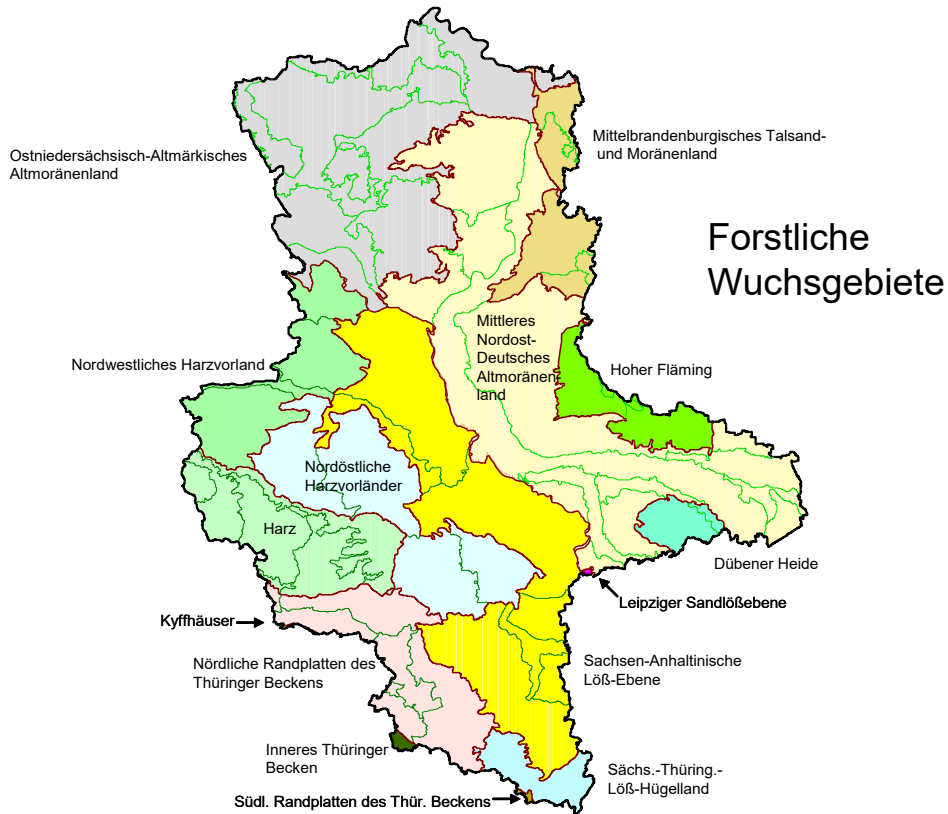 Mittelbrandenburgisches Talsand-
und Moränenland
Ostniedersächsisch-Altmärkisches
Altmoränenland
Forstliche
Wuchsgebiete
Mittleres
Nordost-
Deutsches
Altmoränen-
land
Nordwestliches Harzvorland
Hoher Fläming
Nordöstliche
Harzvorländer
Harz
Dübener Heide
Leipziger Sandlößebene
Kyffhäuser
Nördliche Randplatten des
Thüringer Beckens
Sachsen-Anhaltinische
Löß-Ebene
Inneres Thüringer
Becken
Sächs.-Thüring.-
Löß-Hügelland
Südl. Randplatten des Thür. Beckens